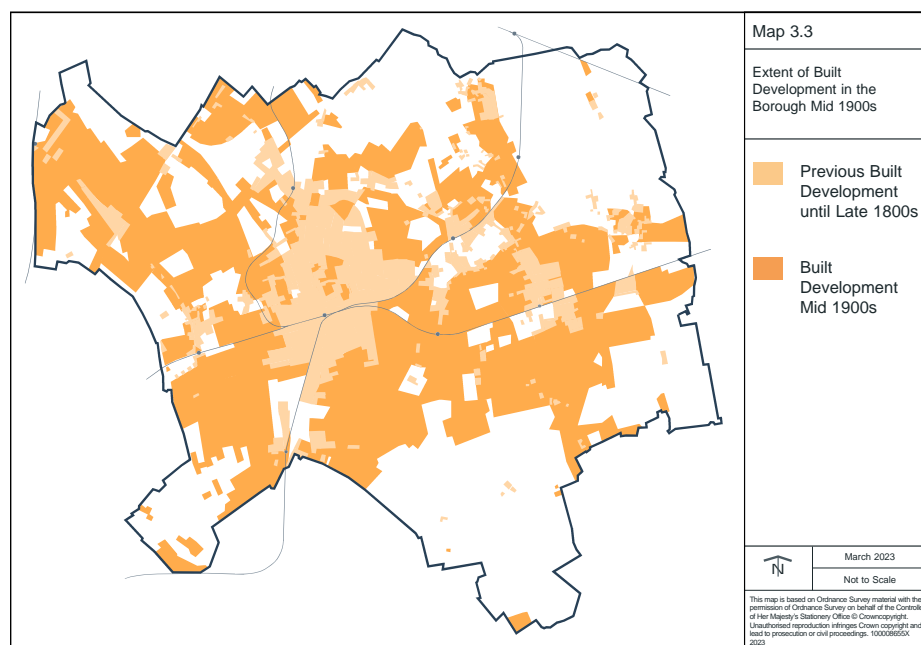 Map 3.3
Extent of Built
Development in the
Borough Mid 1900s
Previous Built
Development
until Late 1800s
Built
Development
Mid 1900s
N
March 2023
Not to Scale
This map is based on Ordnance Survey material with the
permission of Ordnance Survey on behalf of the Controlle
of Her Majesty's Stationery Office © Crowncopyright.
Unauthorised reproduction infringes Crown copyright and
lead to prosecution or civil proceedings. 100008655X
2023